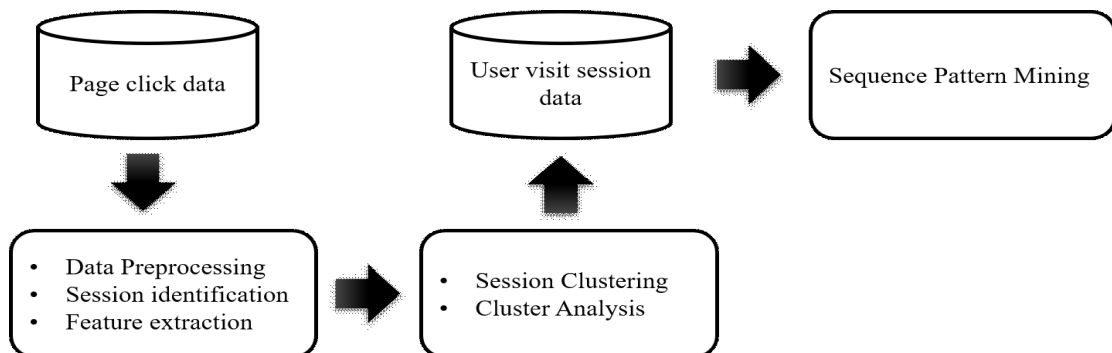 Page click data
User visit session
data
Sequence Pattern Mining
• Data Preprocessing
• Session identification
• Feature extraction
• Session Clustering
• Cluster Analysis